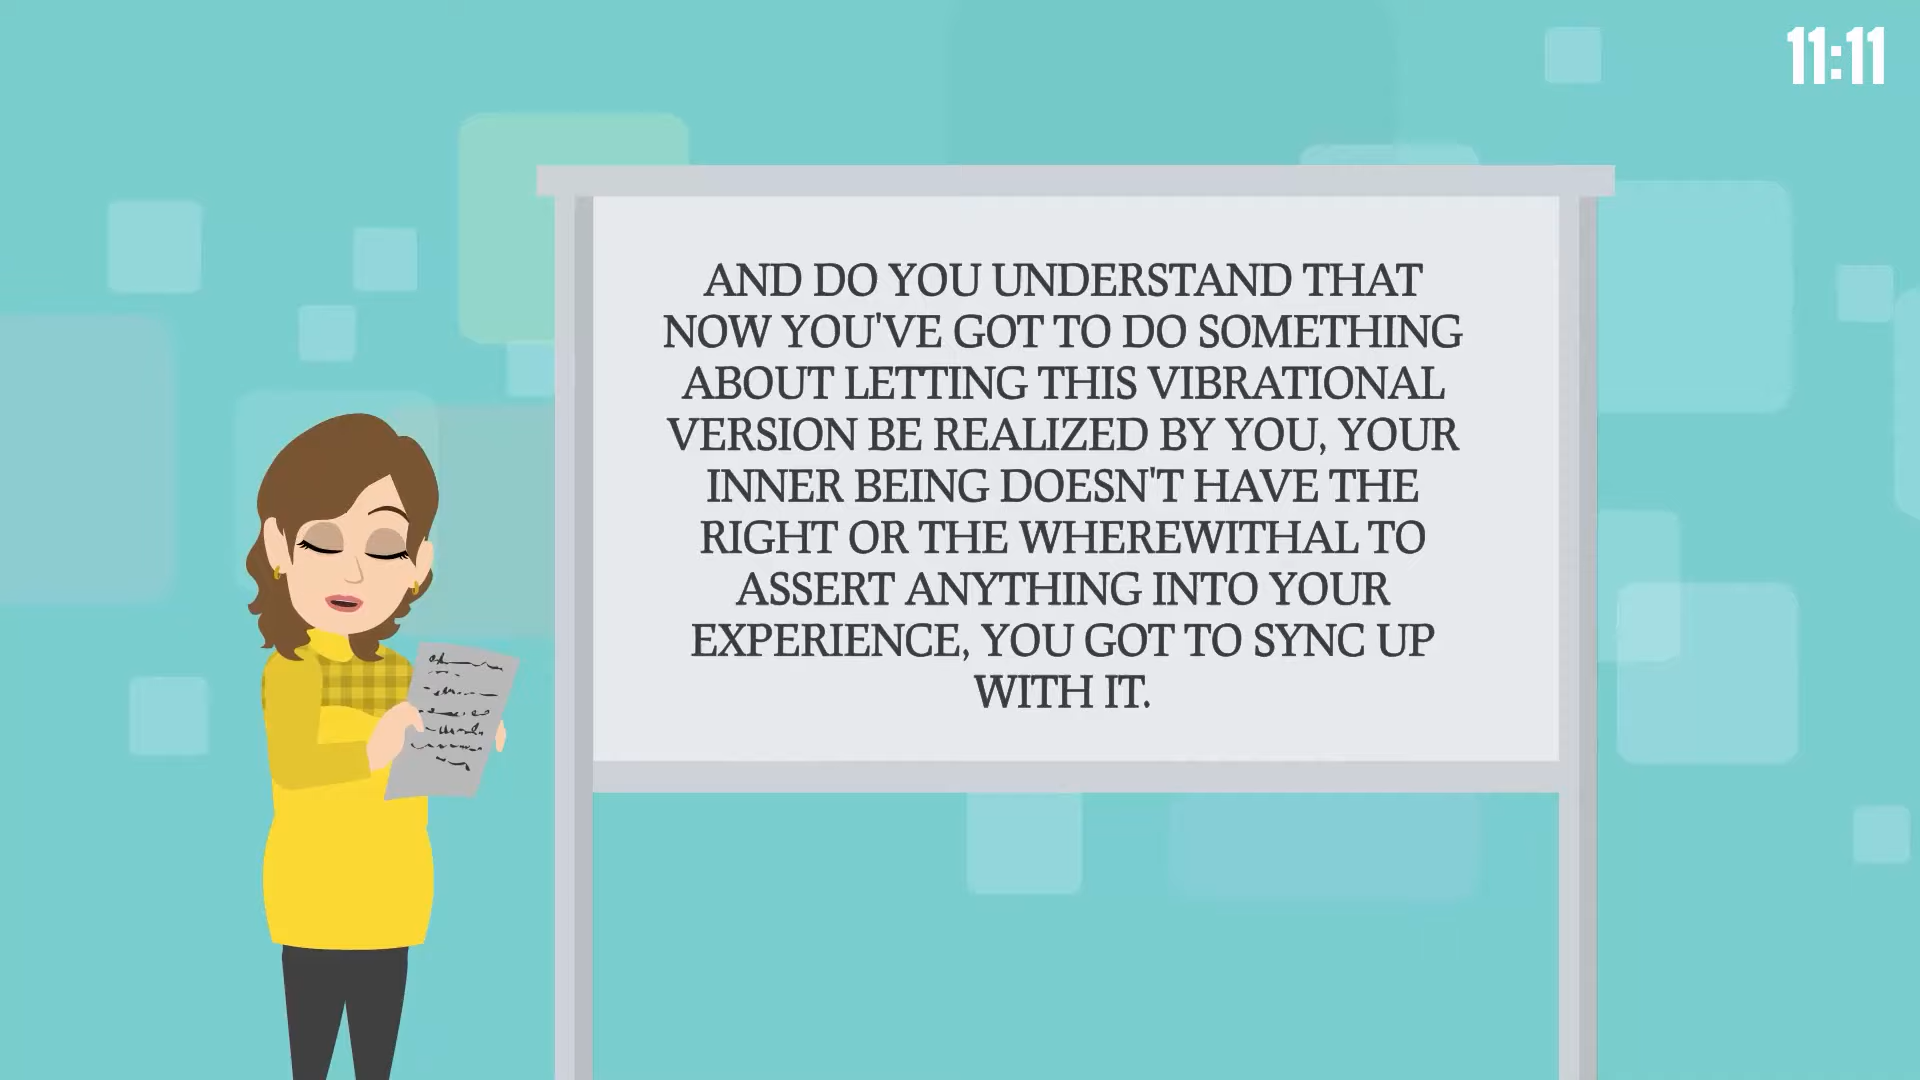 11:11
AND DO YOU UNDERSTAND THAT
NOW YOU'VE GOT TO DO SOMETHING
ABOUT LETTING THIS VIBRATIONAL
VERSION BE REALIZED BY YOU, YOUR
INNER BEING DOESN'T HAVE THE
RIGHT OR THE WHEREWITHAL TO
ASSERT ANYTHING INTO YOUR
EXPERIENCE, YOU GOT TO SYNC UP
WITH IT.